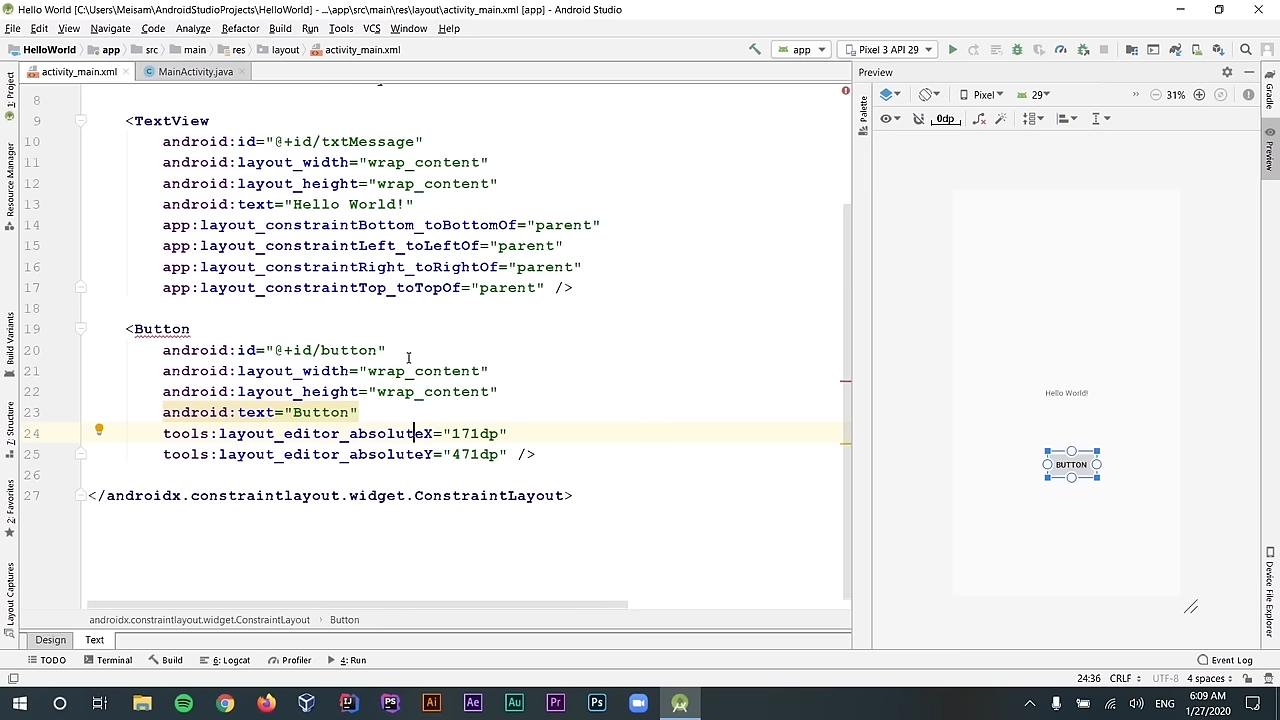 Hello World [C:\Users\Meisam\AndroidStudioProjects\HelloWorld] - ...\app\src\main\res\layout\activity_main.xml [app] - Android Studio
File Edit View Navigate Code Analyze Refactor Build Run Tools VCS Window Help
HelloWorld app src main res layout activity_main.xml app Pixel 3 API 29
activity_main.xml MainActivity.java Preview
Pixel 29 31%
0dp
8
9 <TextView
10 android:id="@+id/txtMessage"
11 android:layout_width="wrap_content"
12 android:layout_height="wrap_content"
13 android:text="Hello World!"
14 app:layout_constraintBottom_toBottomOf="parent"
15 app:layout_constraintLeft_toLeftOf="parent"
16 app:layout_constraintRight_toRightOf="parent"
17 app:layout_constraintTop_toTopOf="parent" />
18
19 <Button
20 android:id="@+id/button"
21 android:layout_width="wrap_content"
22 android:layout_height="wrap_content"
23 android:text="Button"
24 tools:layout_editor_absoluteX="171dp"
25 tools:layout_editor_absoluteY="471dp" />
26
27 </androidx.constraintlayout.widget.ConstraintLayout>
1: Project
Resource Manager
Build Variants
7: Structure
2: Favorites
Layout Captures
Palette
Hello World!
BUTTON
Gradle
Preview
Device File Explorer
androidx.constraintlayout.widget.ConstraintLayout Button
Design Text
TODO Terminal Build 6: Logcat Profiler 4: Run Event Log
24:36 CRLF UTF-8 4 spaces
Ps Ai Ae Au Pr Ps
ENG
6:09 AM
1/27/2020